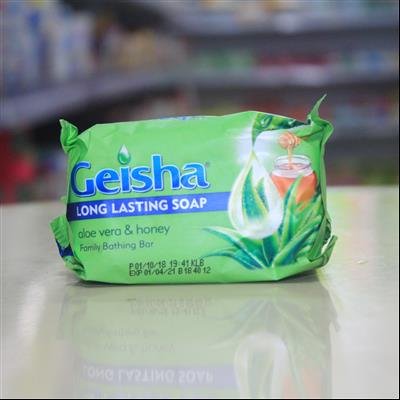 Geisha®
LONG LASTING SOAP
aloe vera & honey
Family Bathing Bar
P 01/10/18 19:41 KLB
EXP 01/04/21 B 18 40 12